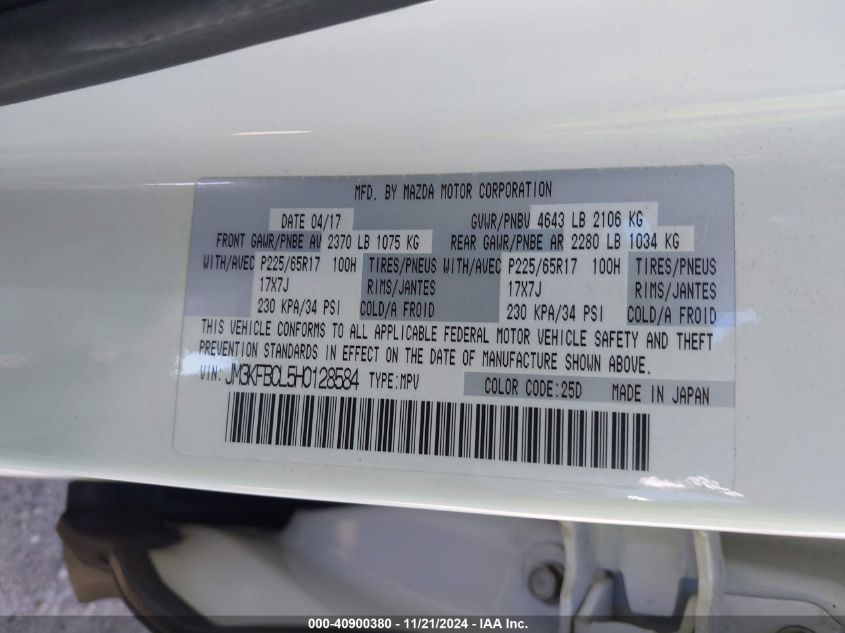 MFD. BY MAZDA MOTOR CORPORATION
DATE 04/17 GVWR/PNBV 4643 LB 2106 KG
FRONT GAWR/PNBE AV 2370 LB 1075 KG REAR GAWR/PNBE AR 2280 LB 1034 KG
WITH/AVEC P225/65R17 100H TIRES/PNEUS WITH/AVEC P225/65R17 100H TIRES/PNEUS
17X7J RIMS/JANTES 17X7J RIMS/JANTES
230 KPA/34 PSI COLD/A FROID 230 KPA/34 PSI COLD/A FROID
THIS VEHICLE CONFORMS TO ALL APPLICABLE FEDERAL MOTOR VEHICLE SAFETY AND THEFT
PREVENTION STANDARDS IN EFFECT ON THE DATE OF MANUFACTURE SHOWN ABOVE.
VIN: JM3KFBCL5H0128584 TYPE:MPV COLOR CODE:25D MADE IN JAPAN
000-40900380 - 11/21/2024 - IAA Inc.